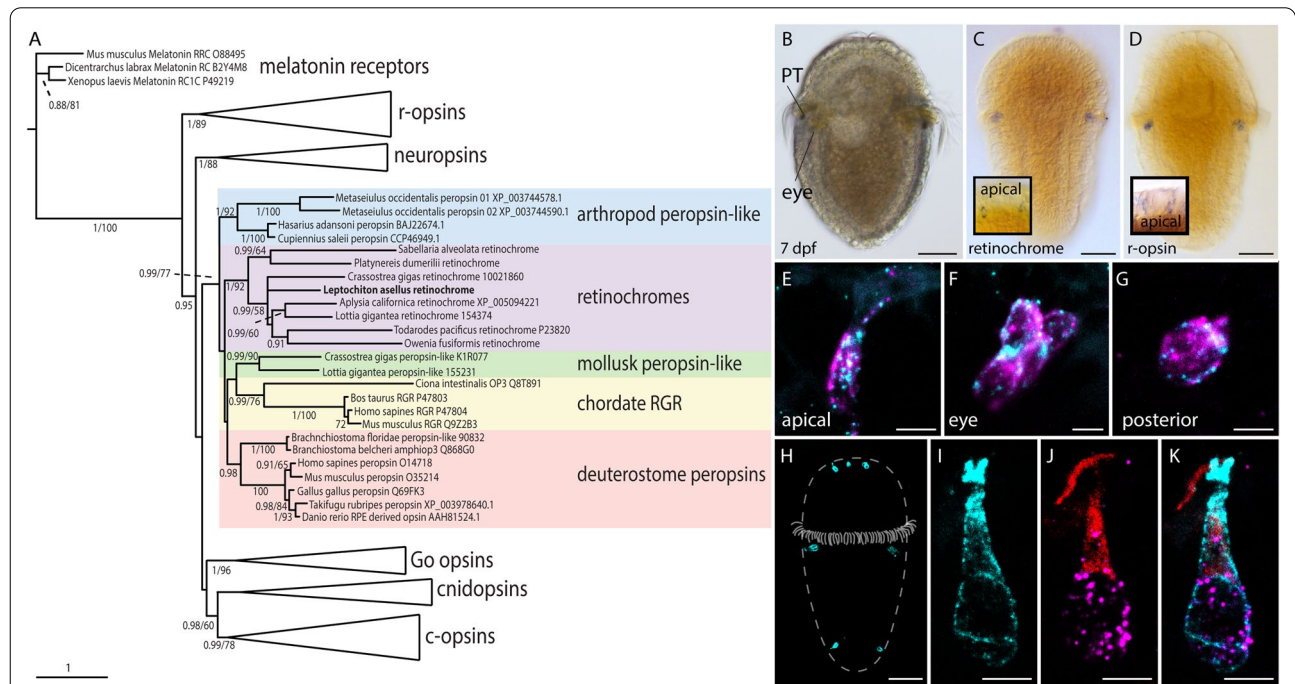 A
Mus musculus Melatonin RRC O88495
Dicentrarchus labrax Melatonin RC B2Y4M8
Xenopus laevis Melatonin RC1C P49219
melatonin receptors
0.88/81
r-opsins
1/89
neuropsins
1/88
1/100
Metaseiulus occidentalis peropsin 01 XP_003744578.1
Metaseiulus occidentalis peropsin 02 XP_003744590.1
Hasarius adansoni peropsin BAJ22674.1
Cupiennius saleii peropsin CCP46949.1
1/92
1/100
1/100
arthropod peropsin-like
0.99/64
Sabellaria alveolata retinochrome
Platynereis dumerilii retinochrome
Crassostrea gigas retinochrome 10021860
Leptochiton asellus retinochrome
Aplysia californica retinochrome XP_005094221
Lottia gigantea retinochrome 154374
Todarodes pacificus retinochrome P23820
Owenia fusiformis retinochrome
0.99/77
1/92
0.99/58
0.99/60
0.91
0.95
retinochromes
0.99/90
Crassostrea gigas peropsin-like K1R077
Lottia gigantea peropsin-like 155231
mollusk peropsin-like
Ciona intestinalis OP3 Q8T891
Bos taurus RGR P47803
Homo sapines RGR P47804
Mus musculus RGR Q9Z2B3
0.99/76
1/100
72
chordate RGR
Brachnchiostoma floridae peropsin-like 90832
Branchiostoma belcheri amphiop3 Q868G0
Homo sapines peropsin O14718
Mus musculus peropsin O35214
Gallus gallus peropsin Q69FK3
Takifugu rubripes peropsin XP_003978640.1
Danio rerio RPE derived opsin AAH81524.1
1/100
0.91/65
0.98
100
0.98/84
1/93
deuterostome peropsins
Go opsins
1/96
cnidopsins
c-opsins
0.98/60
0.99/78
1
B
PT
eye
7 dpf
C
apical
retinochrome
D
apical
r-opsin
E
apical
F
eye
G
posterior
H
I
J
K